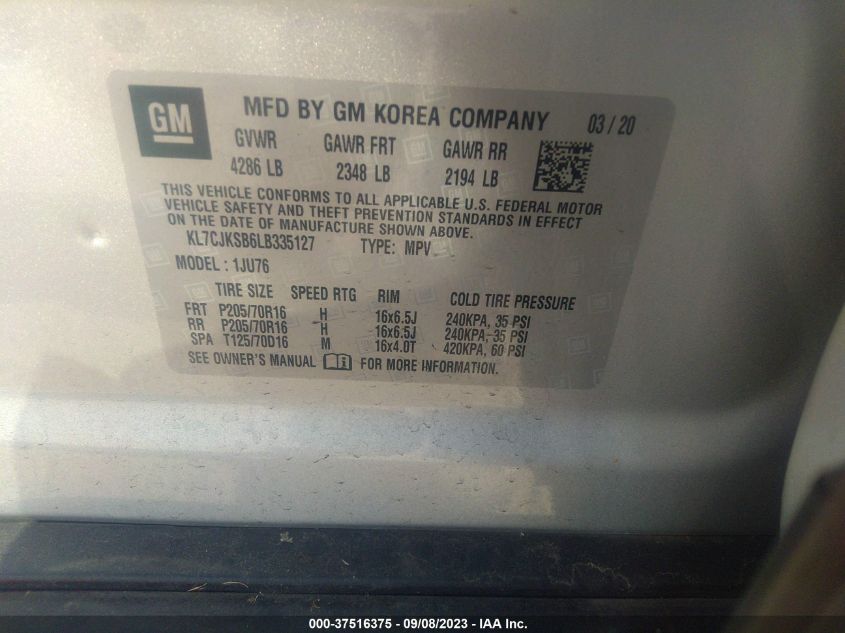 GM
MFD BY GM KOREA COMPANY 03 / 20
GVWR GAWR FRT GAWR RR
4286 LB 2348 LB 2194 LB
THIS VEHICLE CONFORMS TO ALL APPLICABLE U.S. FEDERAL MOTOR
VEHICLE SAFETY AND THEFT PREVENTION STANDARDS IN EFFECT
ON THE DATE OF MANUFACTURE SHOWN ABOVE.
KL7CJKSB6LB335127 TYPE: MPV
MODEL : 1JU76
TIRE SIZE SPEED RTG RIM COLD TIRE PRESSURE
FRT P205/70R16 H 16x6.5J 240KPA, 35 PSI
RR P205/70R16 H 16x6.5J 240KPA, 35 PSI
SPA T125/70D16 M 16x4.0T 420KPA, 60 PSI
SEE OWNER'S MANUAL FOR MORE INFORMATION.
000-37516375 - 09/08/2023 - IAA Inc.